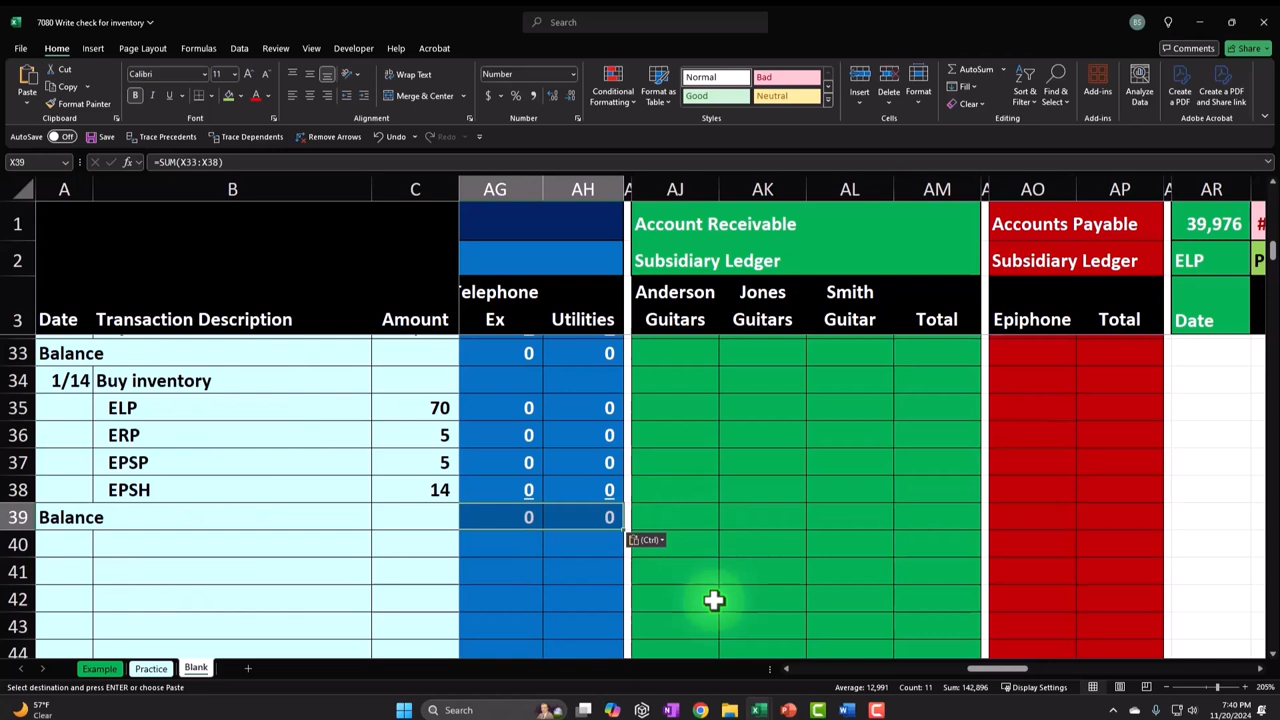 7080 Write check for inventory
Search
BS
File Home Insert Page Layout Formulas Data Review View Developer Help Acrobat
Comments Share
Paste Cut Copy Format Painter
Clipboard
Calibri 11
Font
Wrap Text
Merge & Center
Alignment
Number
Number
Conditional Formatting Format as Table
Normal Bad
Good Neutral
Styles
Insert Delete Format
Cells
AutoSum Fill Clear Sort & Filter Find & Select
Editing
Add-ins
Add-ins
Analyze Data
Create a PDF Create a PDF and Share link
Adobe Acrobat
AutoSave Off Save Trace Precedents Trace Dependents Remove Arrows Undo Redo
X39 fx =SUM(X33:X38)
A B C AG AH AJ AK AL AM AO AP AR
1 Account Receivable Accounts Payable 39,976
2 Subsidiary Ledger Subsidiary Ledger ELP P
Anderson Jones Smith
3 Date Transaction Description Amount Ex Utilities Guitars Guitars Guitar Total Epiphone Total Date
33 Balance 0 0
34 1/14 Buy inventory
35 ELP 70 0 0
36 ERP 5 0 0
37 EPSP 5 0 0
38 EPSH 14 0 0
39 Balance 0 0
40 (Ctrl)
41
42
43
44
Example Practice Blank
Select destination and press ENTER or choose Paste Average: 12,991 Count: 11 Sum: 142,896 Display Settings 205%
57°F
Clear
Search
7:40 PM
11/20/2024